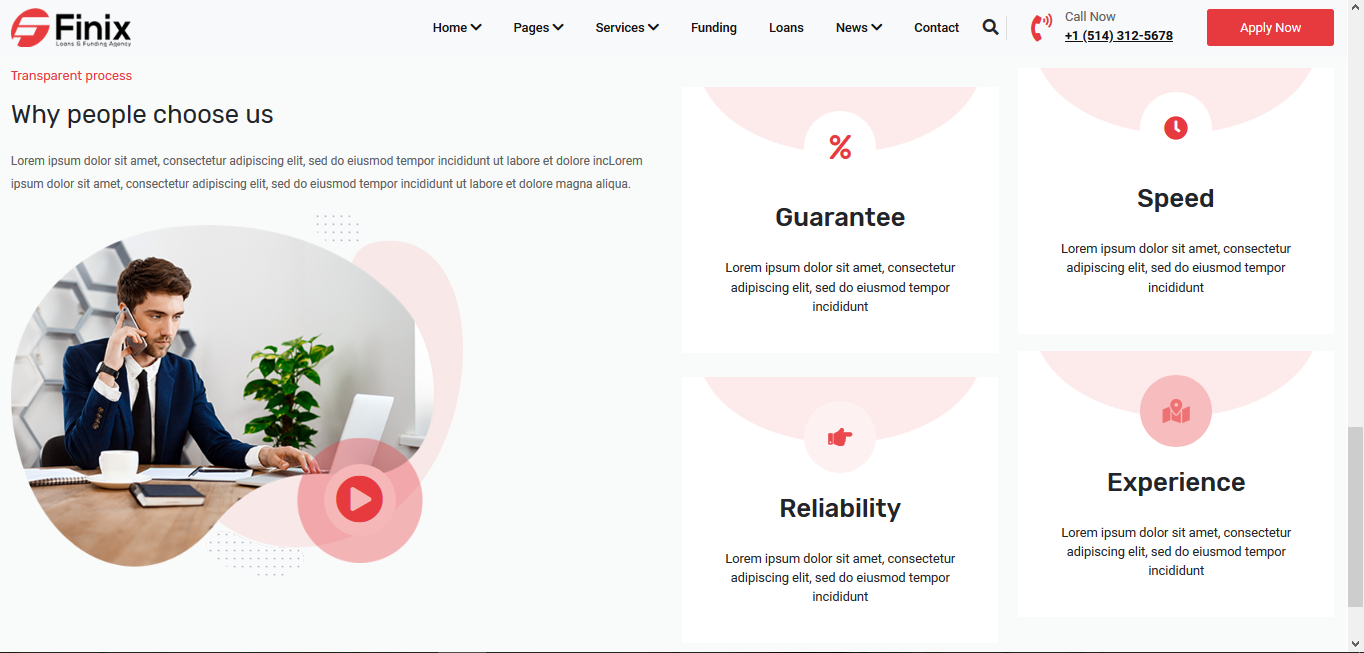 Finix
Loans & Funding Agency
Home
Pages
Services
Funding
Loans
News
Contact
Call Now
+1 (514) 312-5678
Apply Now
Transparent process
Why people choose us
Lorem ipsum dolor sit amet, consectetur adipiscing elit, sed do eiusmod tempor incididunt ut labore et dolore incLorem
ipsum dolor sit amet, consectetur adipiscing elit, sed do eiusmod tempor incididunt ut labore et dolore magna aliqua.
%
Guarantee
Lorem ipsum dolor sit amet, consectetur
adipiscing elit, sed do eiusmod tempor
incididunt
Speed
Lorem ipsum dolor sit amet, consectetur
adipiscing elit, sed do eiusmod tempor
incididunt
Reliability
Lorem ipsum dolor sit amet, consectetur
adipiscing elit, sed do eiusmod tempor
incididunt
Experience
Lorem ipsum dolor sit amet, consectetur
adipiscing elit, sed do eiusmod tempor
incididunt